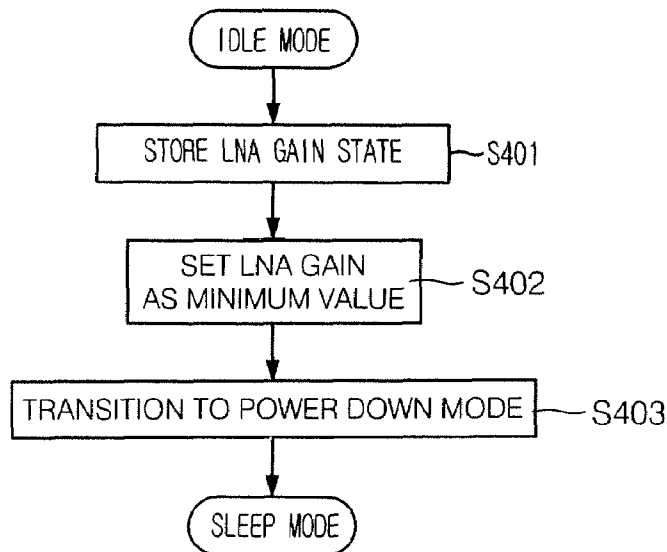 IDLE MODE
STORE LNA GAIN STATE
S401
SET LNA GAIN
AS MINIMUM VALUE
S402
TRANSITION TO POWER DOWN MODE
S403
SLEEP MODE